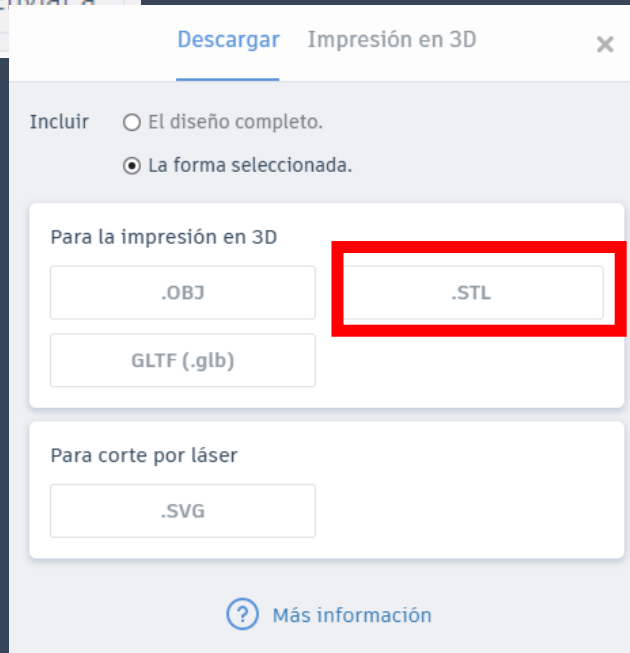 Descargar Impresión en 3D
Incluir El diseño completo.
La forma seleccionada.
Para la impresión en 3D
.OBJ .STL
GLTF (.glb)
Para corte por láser
.SVG
? Más información